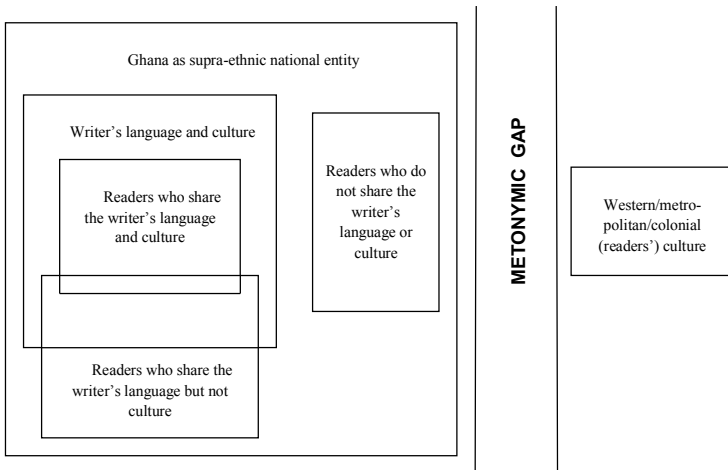 Ghana as supra-ethnic national entity
Writer’s language and culture
Readers who share
the writer’s language
and culture
Readers who share the
writer’s language but not
culture
Readers who do
not share the
writer’s
language or
culture
METONYMIC GAP
Western/metro-
politan/colonial
(readers’) culture